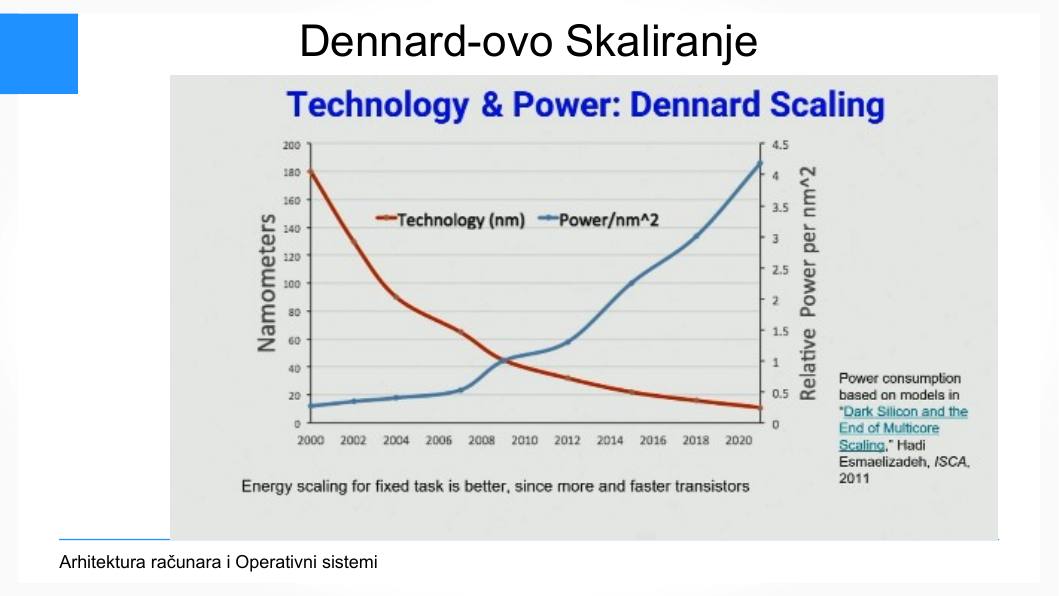 Dennard-ovo Skaliranje
Technology & Power: Dennard Scaling
200
180
160
140
120
100
80
60
40
20
0
Namometers
Technology (nm)
Power/nm^2
4.5
4
3.5
3
2.5
2
1.5
1
0.5
0
Relative Power per nm^2
2000 2002 2004 2006 2008 2010 2012 2014 2016 2018 2020
Power consumption
based on models in
“Dark Silicon and the
End of Multicore
Scaling,” Hadi
Esmaelizadeh, ISCA,
2011
Energy scaling for fixed task is better, since more and faster transistors
Arhitektura računara i Operativni sistemi